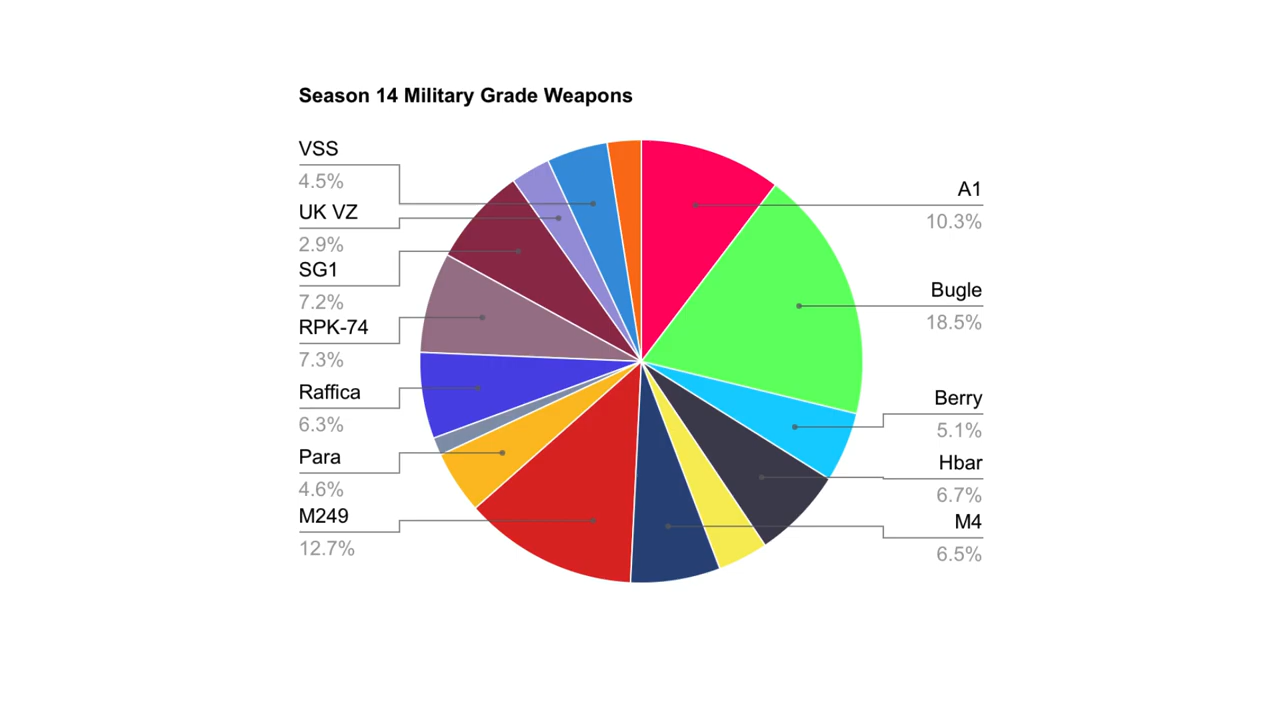 Season 14 Military Grade Weapons
VSS
4.5%
UK VZ
2.9%
SG1
7.2%
RPK-74
7.3%
Raffica
6.3%
Para
4.6%
M249
12.7%
A1
10.3%
Bugle
18.5%
Berry
5.1%
Hbar
6.7%
M4
6.5%